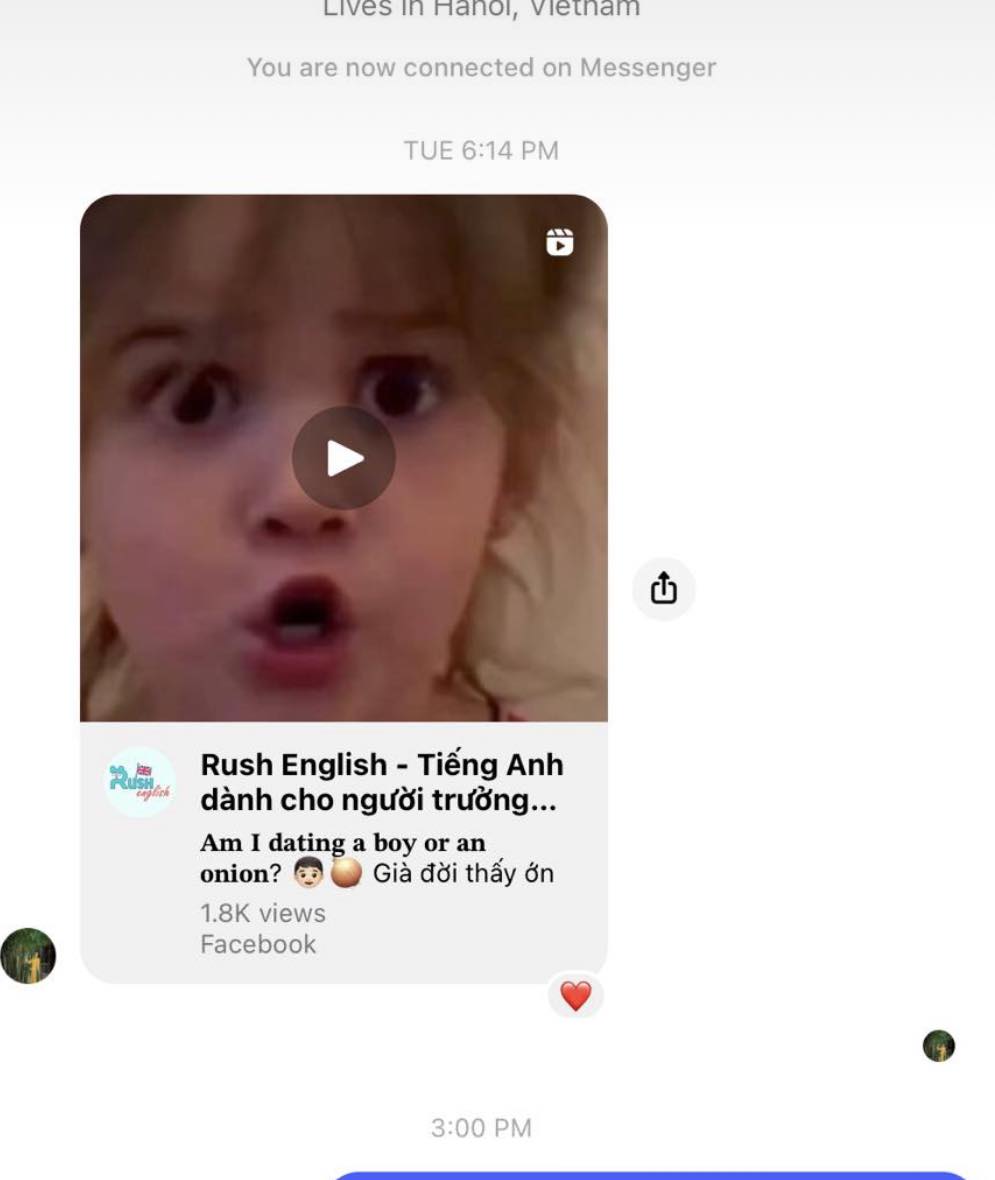 Lives in Hanoi, Vietnam
You are now connected on Messenger
TUE 6:14 PM
Rush English - Tiếng Anh
dành cho người trưởng...
RUSH
english
Am I dating a boy or an
onion? 👦🏻🧅 Già đời thấy ớn
1.8K views
Facebook
3:00 PM